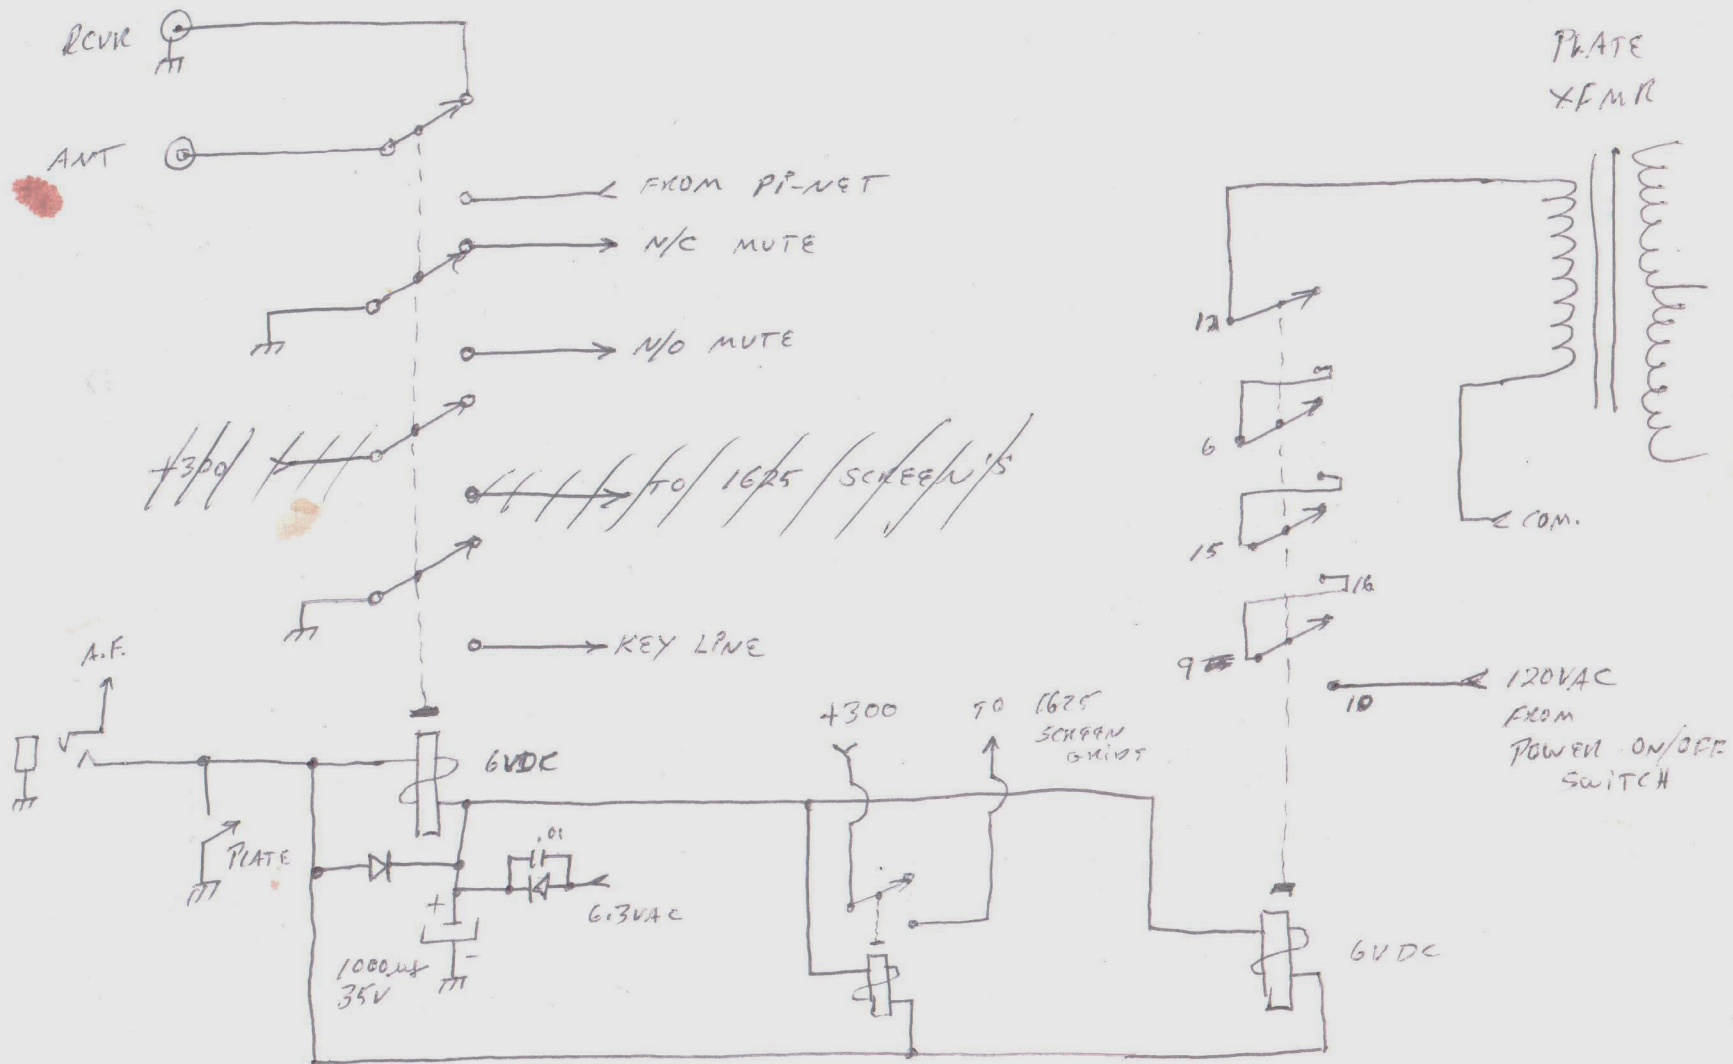 RCVR
ANT
FROM Pi-NET
N/C MUTE
N/O MUTE
+300
TO 1625 SCREEN'S
KEY LINE
A.F.
PLATE
6VDC
.01
6.3VAC
+
-
1000µf
35V
+300
TO 1625
SCREEN
GRIDS
PLATE
XFMR
12
6
15
16
9
10
COM.
120VAC
FROM
POWER ON/OFF
SWITCH
6VDC